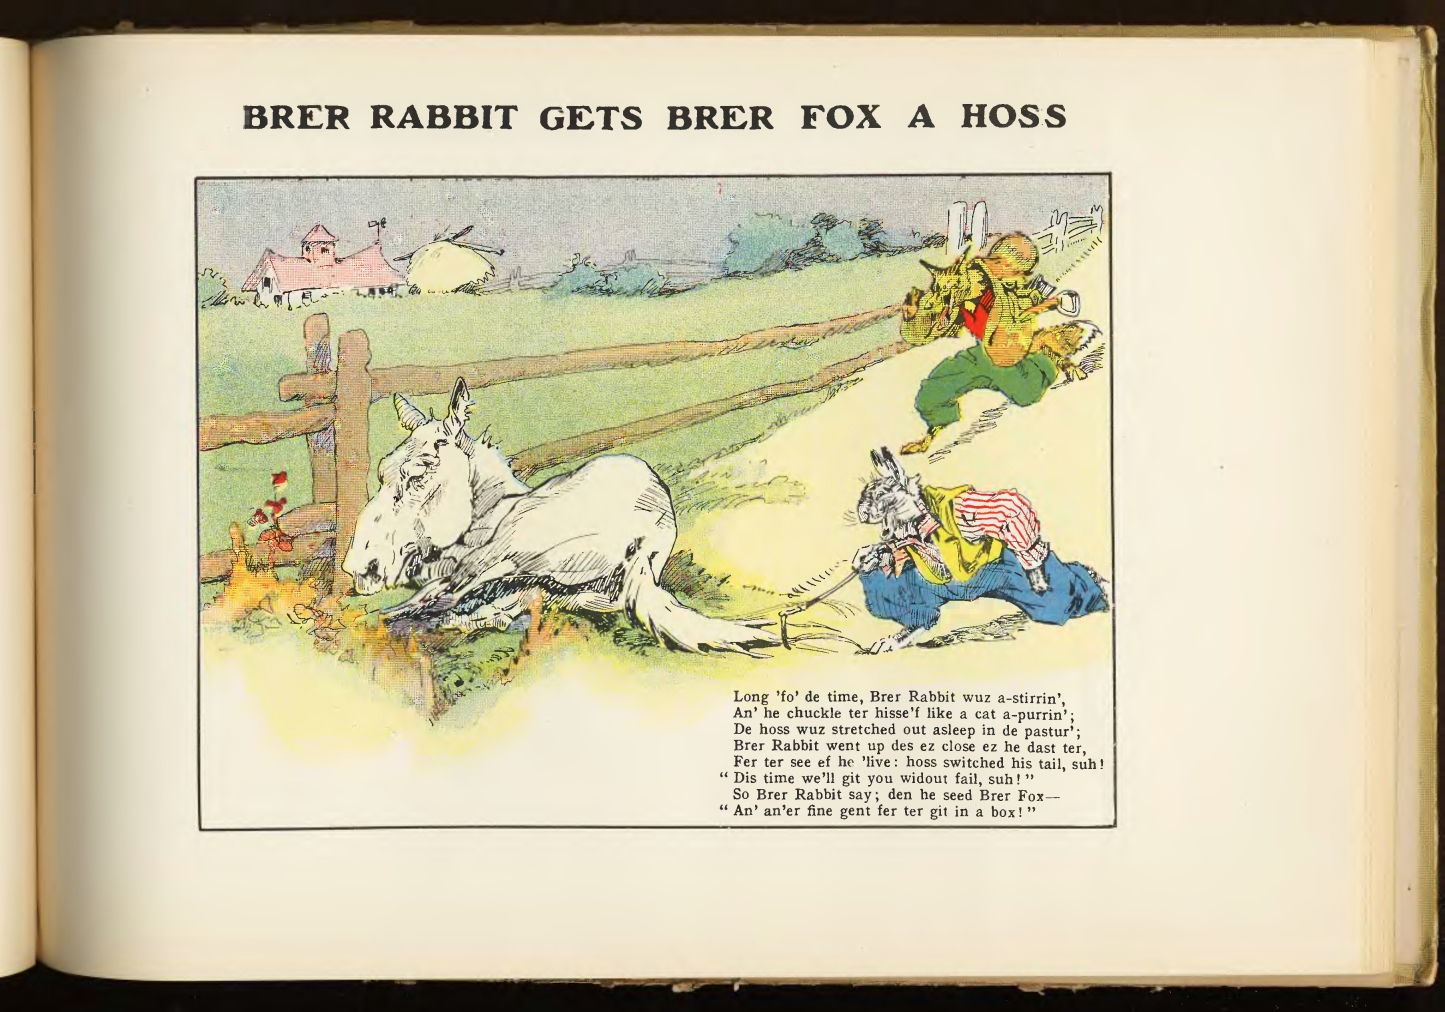 BRER RABBIT GETS BRER FOX A HOSS
Long 'fo' de time, Brer Rabbit wuz a-stirrin',
An' he chuckle ter hisse'f like a cat a-purrin';
De hoss wuz stretched out asleep in de pastur';
Brer Rabbit went up des ez close ez he dast ter,
Fer ter see ef he 'live: hoss switched his tail, suh!
“ Dis time we'll git you widout fail, suh! ”
So Brer Rabbit say; den he seed Brer Fox—
“ An' an'er fine gent fer ter git in a box! ”